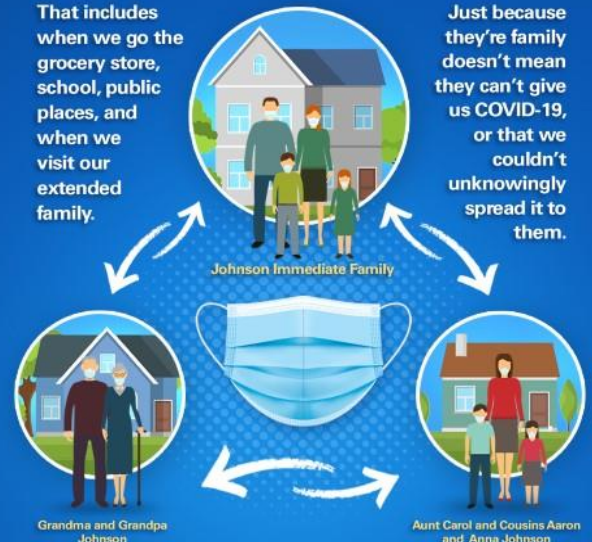 That includes
when we go the
grocery store,
school, public
places, and
when we
visit our
extended
family.
Just because
they're family
doesn't mean
they can't give
us COVID-19,
or that we
couldn't
unknowingly
spread it to
them.
Johnson Immediate Family
Grandma and Grandpa
Johnson
Aunt Carol and Cousins Aaron
and Anna Johnson